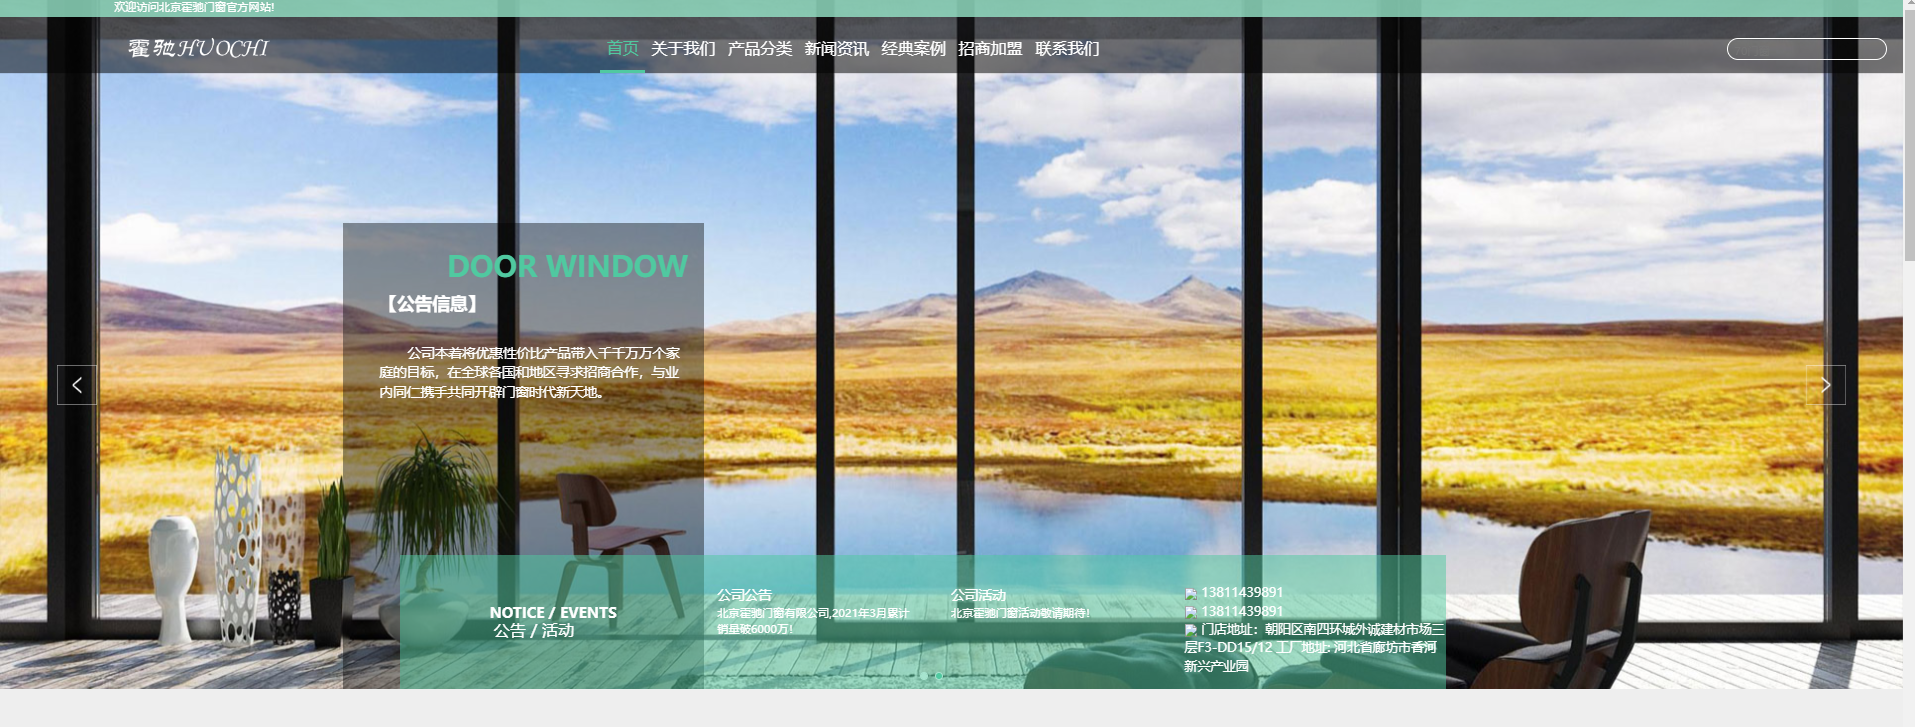 欢迎访问北京霍驰门窗官方网站!
霍驰HUOCHI
首页 关于我们 产品分类 新闻资讯 经典案例 招商加盟 联系我们
DOOR WINDOW
【公告信息】
公司本着将优惠性价比产品带入千千万万个家
庭的目标，在全球各国和地区寻求招商合作，与业
内同仁携手共同开辟门窗时代新天地。
NOTICE / EVENTS
公告 / 活动
公司公告
北京霍驰门窗有限公司,2021年3月累计
销量破6000万!
公司活动
北京霍驰门窗活动敬请期待!
13811439891
13811439891
门店地址：朝阳区南四环城外诚建材市场三
层F3-DD15/12 工厂地址: 河北省廊坊市香河
新兴产业园